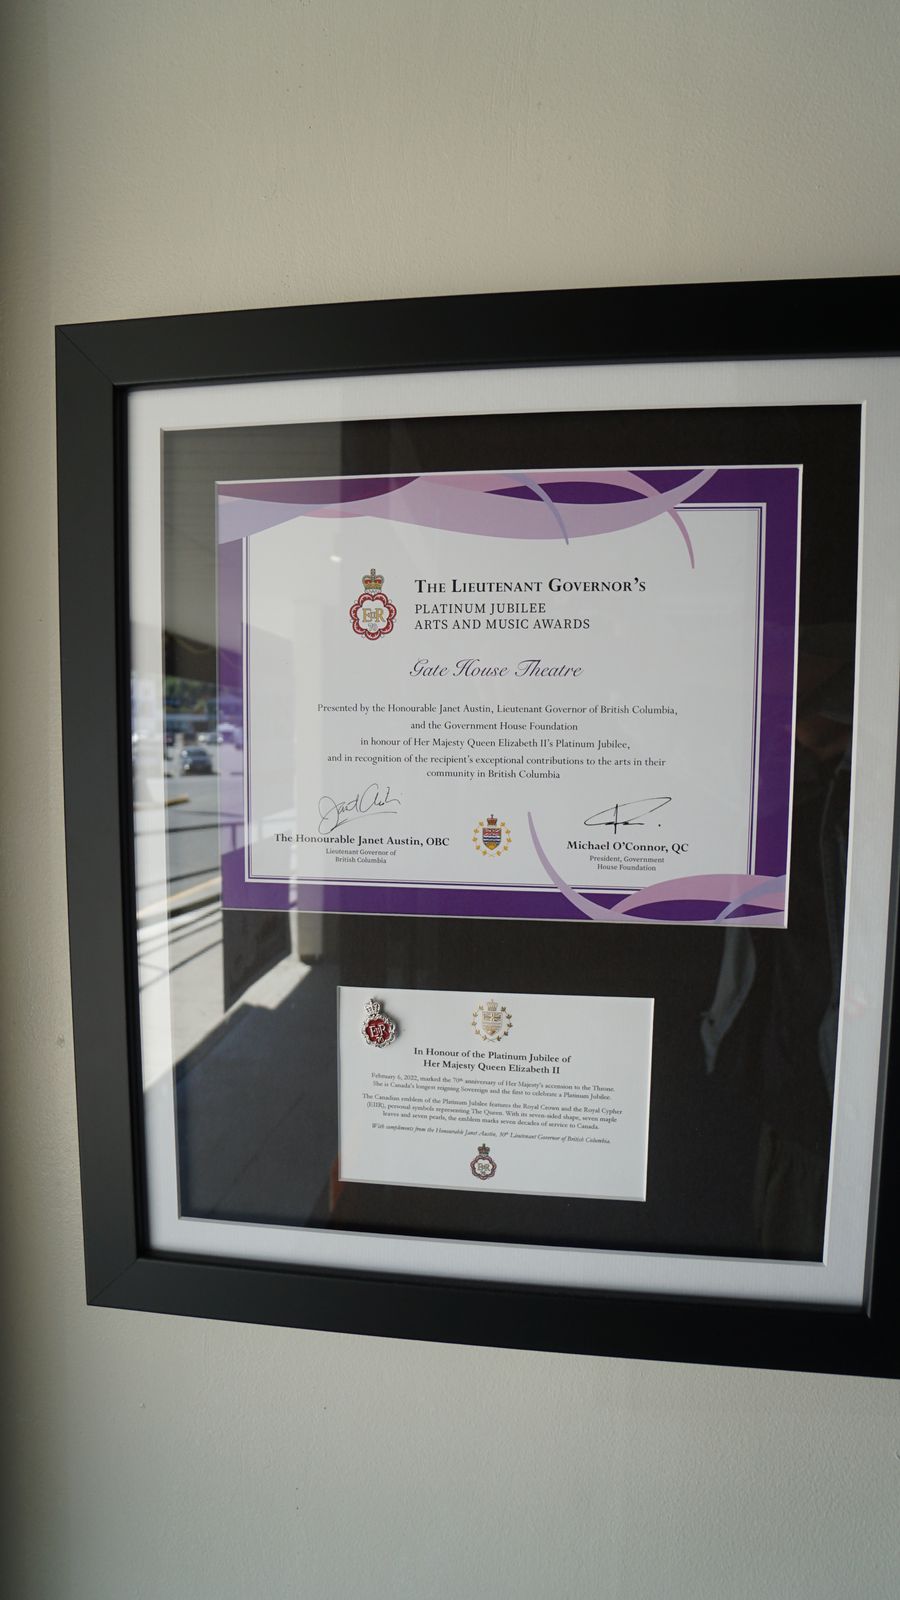 THE LIEUTENANT GOVERNOR'S
PLATINUM JUBILEE
ARTS AND MUSIC AWARDS
Gate House Theatre
Presented by the Honourable Janet Austin, Lieutenant Governor of British Columbia,
and the Government House Foundation
in honour of Her Majesty Queen Elizabeth II's Platinum Jubilee,
and in recognition of the recipient's exceptional contributions to the arts in their
community in British Columbia
The Honourable Janet Austin, OBC
Lieutenant Governor of
British Columbia
Michael O'Connor, QC
President, Government
House Foundation
In Honour of the Platinum Jubilee of
Her Majesty Queen Elizabeth II
February 6, 2022, marked the 70th anniversary of Her Majesty's accession to the Throne.
She is Canada's longest reigning Sovereign and the first to celebrate a Platinum Jubilee.
The Canadian emblem of the Platinum Jubilee features the Royal Crown and the Royal Cypher
(EIIR), personal symbols representing The Queen. With its seven-sided shape, seven maple
leaves and seven pearls, the emblem marks seven decades of service to Canada.
With compliments from the Honourable Janet Austin, 30th Lieutenant Governor of British Columbia.